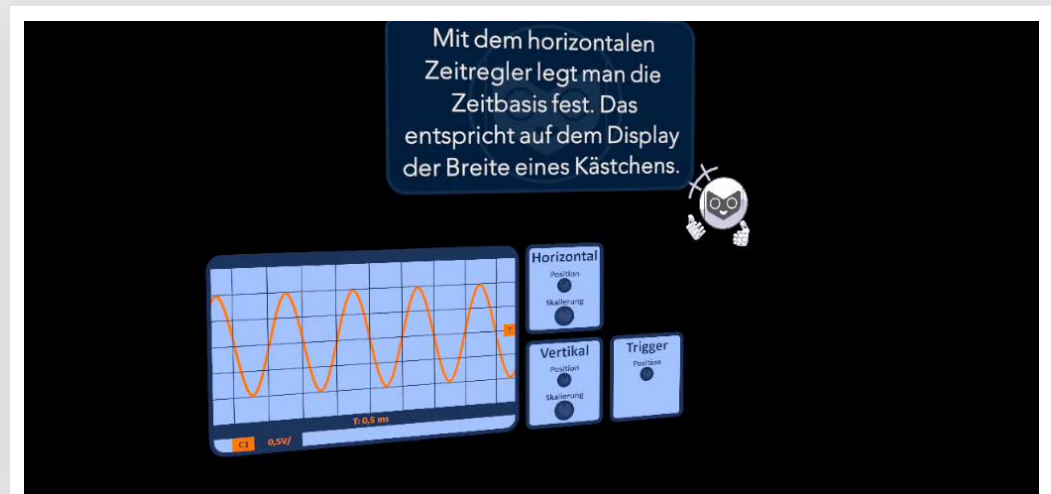 Mit dem horizontalen
Zeitregler legt man die
Zeitbasis fest. Das
entspricht auf dem Display
der Breite eines Kästchens.
Horizontal
Position
Skalierung
T
Vertikal
Position
Skalierung
Trigger
Position
T: 0,5 ms
C1 0,5V/